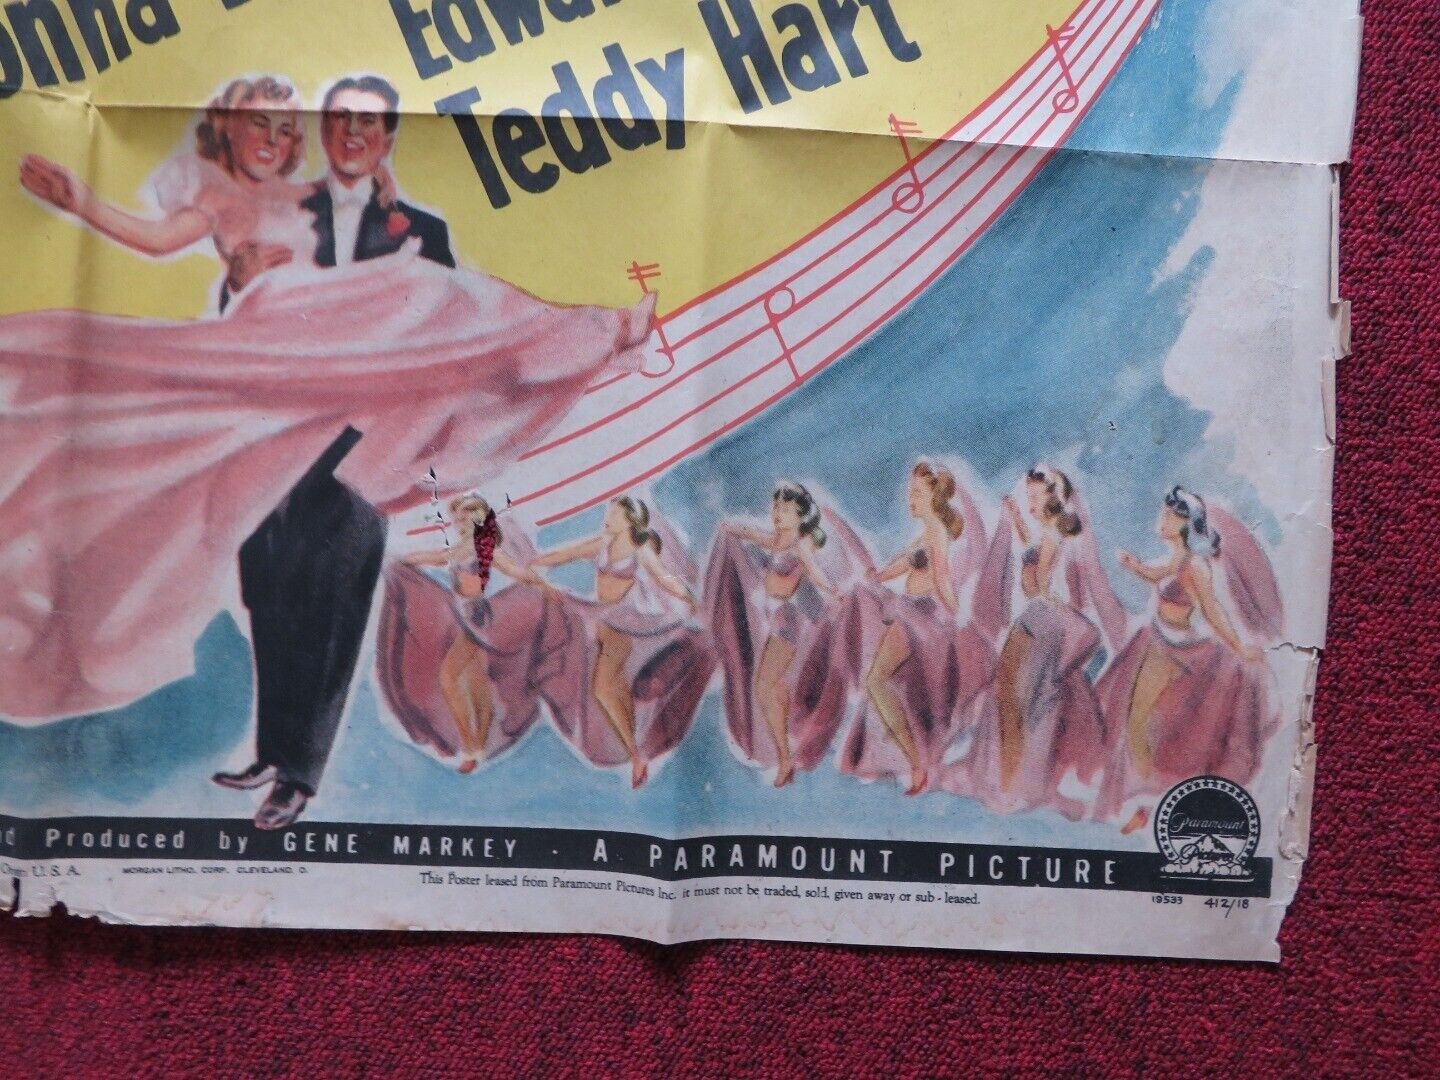 Teddy Hart
Produced by GENE MARKEY · A PARAMOUNT PICTURE
Paramount
U.S.A. MORGAN LITHO. CORP. CLEVELAND, O.
This Poster leased from Paramount Pictures Inc. it must not be traded, sold, given away or sub-leased.
19533 412/18